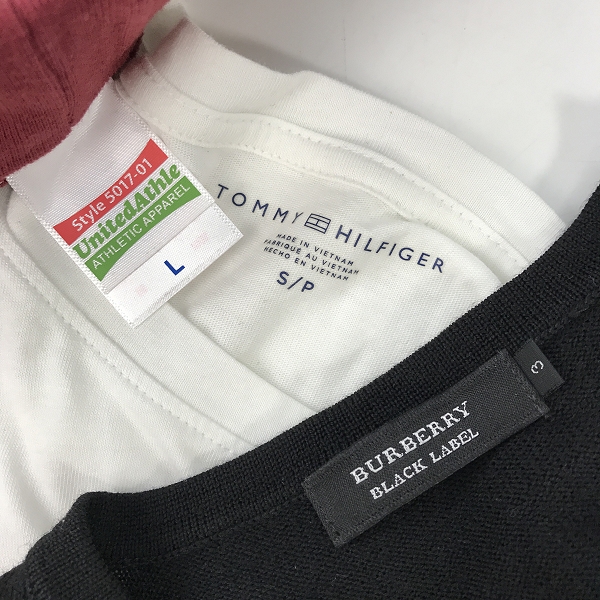 Style 5017-01
UnitedAthle
ATHLETIC APPAREL
L
TOMMY HILFIGER
MADE IN VIETNAM
FABRIQUÉ AU VIETNAM
HECHO EN VIETNAM
S/P
BURBERRY
BLACK LABEL
3